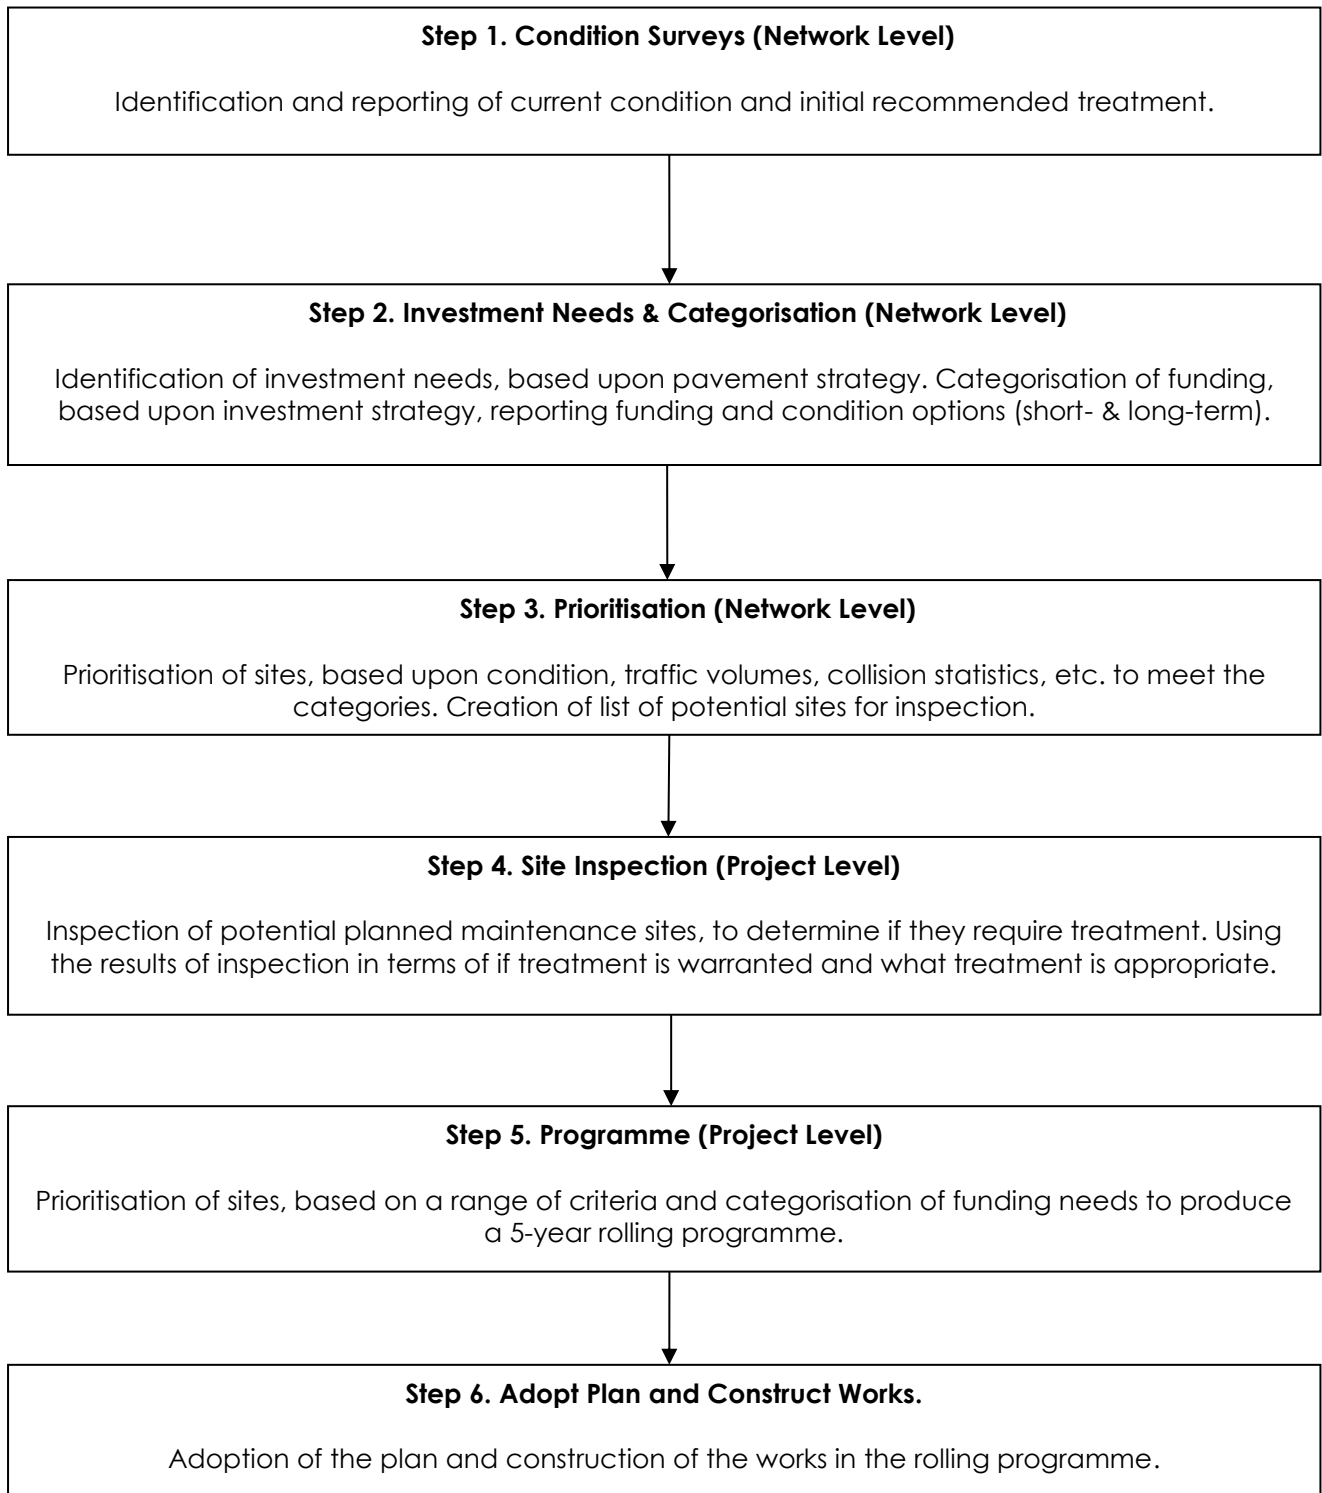 Step 1. Condition Surveys (Network Level)
Identification and reporting of current condition and initial recommended treatment.
Step 2. Investment Needs & Categorisation (Network Level)
Identification of investment needs, based upon pavement strategy. Categorisation of funding,
based upon investment strategy, reporting funding and condition options (short- & long-term).
Step 3. Prioritisation (Network Level)
Prioritisation of sites, based upon condition, traffic volumes, collision statistics, etc. to meet the
categories. Creation of list of potential sites for inspection.
Step 4. Site Inspection (Project Level)
Inspection of potential planned maintenance sites, to determine if they require treatment. Using
the results of inspection in terms of if treatment is warranted and what treatment is appropriate.
Step 5. Programme (Project Level)
Prioritisation of sites, based on a range of criteria and categorisation of funding needs to produce
a 5-year rolling programme.
Step 6. Adopt Plan and Construct Works.
Adoption of the plan and construction of the works in the rolling programme.